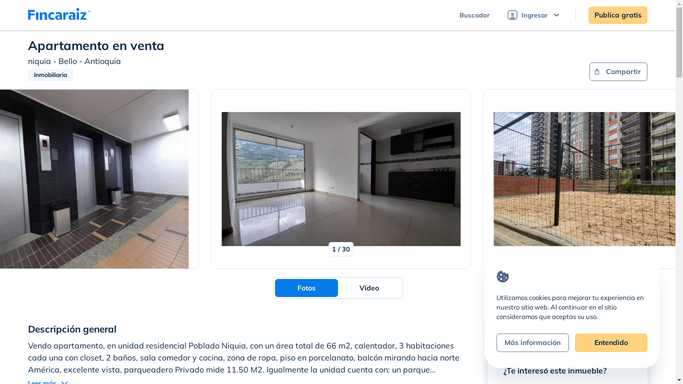 Fincaraiz
Buscador
Ingresar
Publica gratis
Apartamento en venta
niquia - Bello - Antioquia
Inmobiliaria
Compartir
1 / 30
Fotos
Video
Utilizamos cookies para mejorar tu experiencia en
nuestro sitio web. Al continuar en el sitio
consideramos que aceptas su uso.
Más información
Entendido
Descripción general
Vendo apartamento, en unidad residencial Poblado Niquia, con un área total de 66 m2, calentador, 3 habitaciones
cada una con closet, 2 baños, sala comedor y cocina, zona de ropa, piso en porcelanato, balcón mirando hacia norte
América, excelente vista, parqueadero Privado mide 11.50 M2. Igualmente la unidad cuenta con: un parque...
Leer más
¿Te interesó este inmueble?